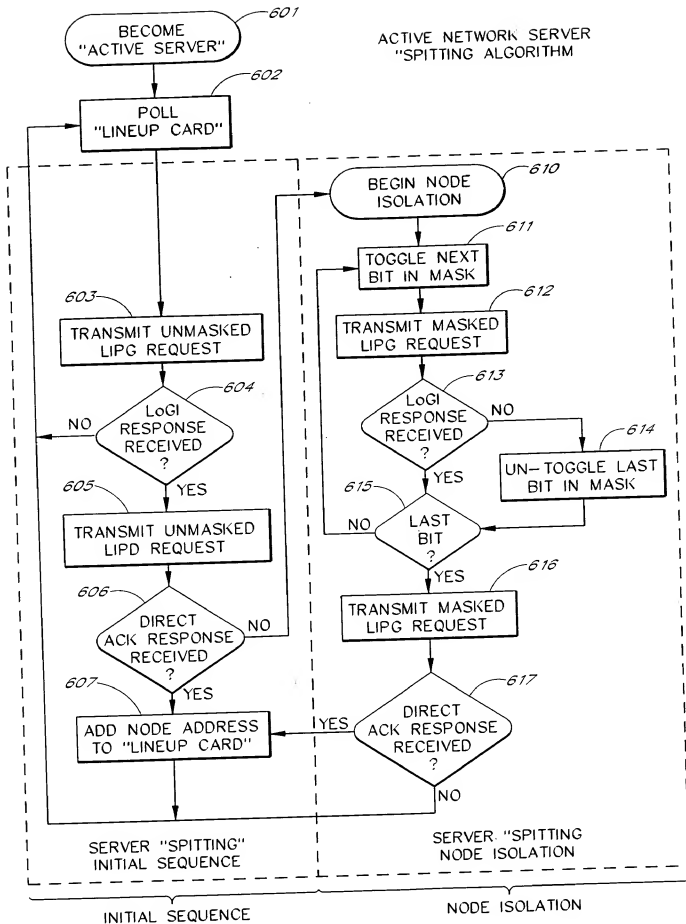 601
BECOME
"ACTIVE SERVER"
ACTIVE NETWORK SERVER
"SPITTING ALGORITHM
602
POLL
"LINEUP CARD"
603
TRANSMIT UNMASKED
LIPG REQUEST
604
LoGI
RESPONSE
RECEIVED
?
NO
YES
605
TRANSMIT UNMASKED
LIPD REQUEST
606
DIRECT
ACK RESPONSE
RECEIVED
?
NO
YES
607
ADD NODE ADDRESS
TO "LINEUP CARD"
SERVER "SPITTING"
INITIAL SEQUENCE
INITIAL SEQUENCE
610
BEGIN NODE
ISOLATION
611
TOGGLE NEXT
BIT IN MASK
612
TRANSMIT MASKED
LIPG REQUEST
613
LoGI
RESPONSE
RECEIVED
?
NO
YES
614
UN-TOGGLE LAST
BIT IN MASK
615
LAST
BIT
?
NO
YES
616
TRANSMIT MASKED
LIPG REQUEST
617
DIRECT
ACK RESPONSE
RECEIVED
?
YES
NO
SERVER "SPITTING
NODE ISOLATION
NODE ISOLATION